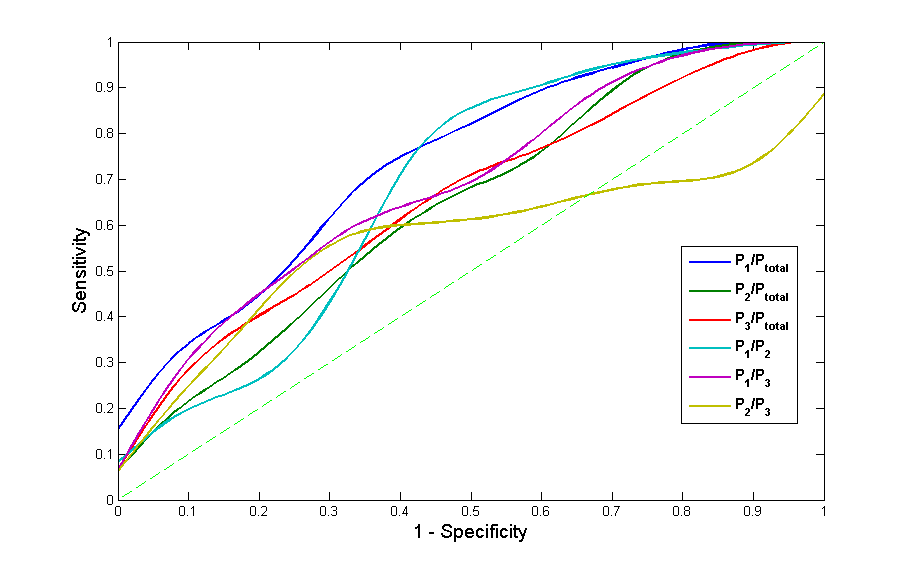 1
0.9
0.8
0.7
0.6
0.5
0.4
0.3
0.2
0.1
0
Sensitivity
P1/Ptotal
P2/Ptotal
P3/Ptotal
P1/P2
P1/P3
P2/P3
0 0.1 0.2 0.3 0.4 0.5 0.6 0.7 0.8 0.9 1
1 - Specificity